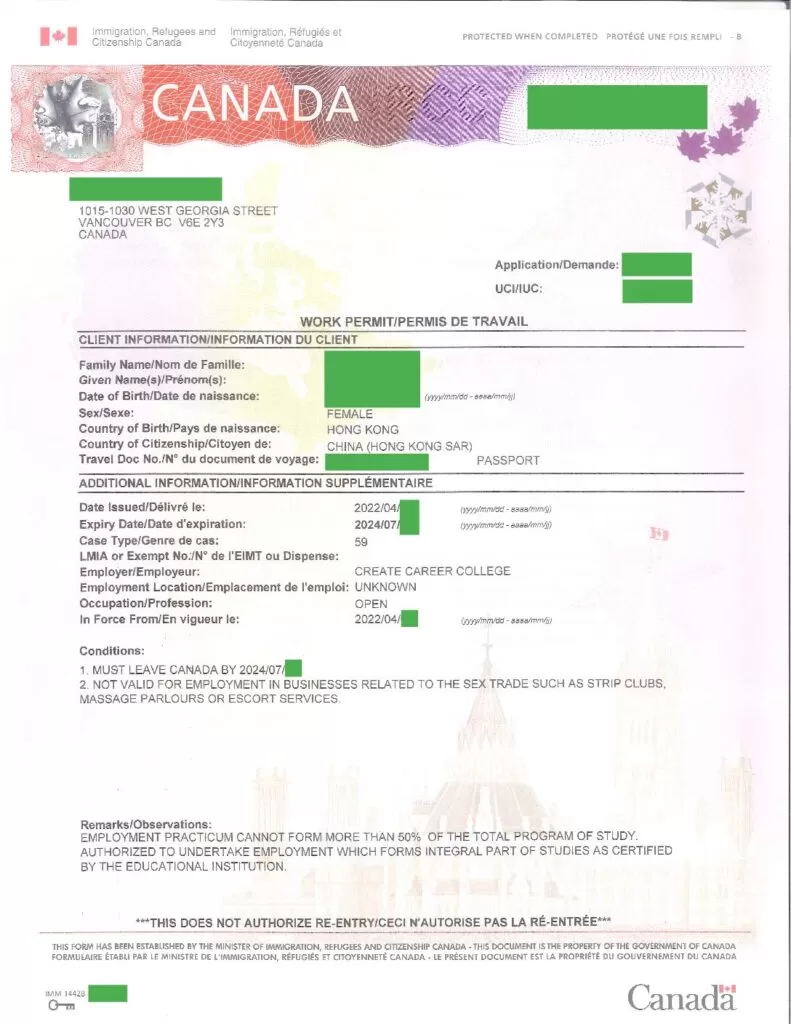 Immigration, Refugees and Citizenship Canada
Immigration, Réfugiés et Citoyenneté Canada
PROTECTED WHEN COMPLETED PROTÉGÉ UNE FOIS REMPLI - B
CANADA
1015-1030 WEST GEORGIA STREET
VANCOUVER BC V6E 2Y3
CANADA
Application/Demande:
UCI/IUC:
WORK PERMIT/PERMIS DE TRAVAIL
CLIENT INFORMATION/INFORMATION DU CLIENT
Family Name/Nom de Famille:
Given Name(s)/Prénom(s):
Date of Birth/Date de naissance: (yyyy/mm/dd - aaaa/mm/jj)
Sex/Sexe: FEMALE
Country of Birth/Pays de naissance: HONG KONG
Country of Citizenship/Citoyen de: CHINA (HONG KONG SAR)
Travel Doc No./N° du document de voyage: PASSPORT
ADDITIONAL INFORMATION/INFORMATION SUPPLÉMENTAIRE
Date Issued/Délivré le: 2022/04/ (yyyy/mm/dd - aaaa/mm/jj)
Expiry Date/Date d'expiration: 2024/07/ (yyyy/mm/dd - aaaa/mm/jj)
Case Type/Genre de cas: 59
LMIA or Exempt No./N° de l'EIMT ou Dispense:
Employer/Employeur: CREATE CAREER COLLEGE
Employment Location/Emplacement de l'emploi: UNKNOWN
Occupation/Profession: OPEN
In Force From/En vigueur le: 2022/04/ (yyyy/mm/dd - aaaa/mm/jj)
Conditions:
1. MUST LEAVE CANADA BY 2024/07/
2. NOT VALID FOR EMPLOYMENT IN BUSINESSES RELATED TO THE SEX TRADE SUCH AS STRIP CLUBS,
MASSAGE PARLOURS OR ESCORT SERVICES.
Remarks/Observations:
EMPLOYMENT PRACTICUM CANNOT FORM MORE THAN 50% OF THE TOTAL PROGRAM OF STUDY.
AUTHORIZED TO UNDERTAKE EMPLOYMENT WHICH FORMS INTEGRAL PART OF STUDIES AS CERTIFIED
BY THE EDUCATIONAL INSTITUTION.
***THIS DOES NOT AUTHORIZE RE-ENTRY/CECI N'AUTORISE PAS LA RÉ-ENTRÉE***
THIS FORM HAS BEEN ESTABLISHED BY THE MINISTER OF IMMIGRATION, REFUGEES AND CITIZENSHIP CANADA - THIS DOCUMENT IS THE PROPERTY OF THE GOVERNMENT OF CANADA
FORMULAIRE ÉTABLI PAR LE MINISTRE DE L'IMMIGRATION, RÉFUGIÉS ET CITOYENNETÉ CANADA - LE PRÉSENT DOCUMENT EST LA PROPRIÉTÉ DU GOUVERNEMENT DU CANADA
IMM 1442B
Canada